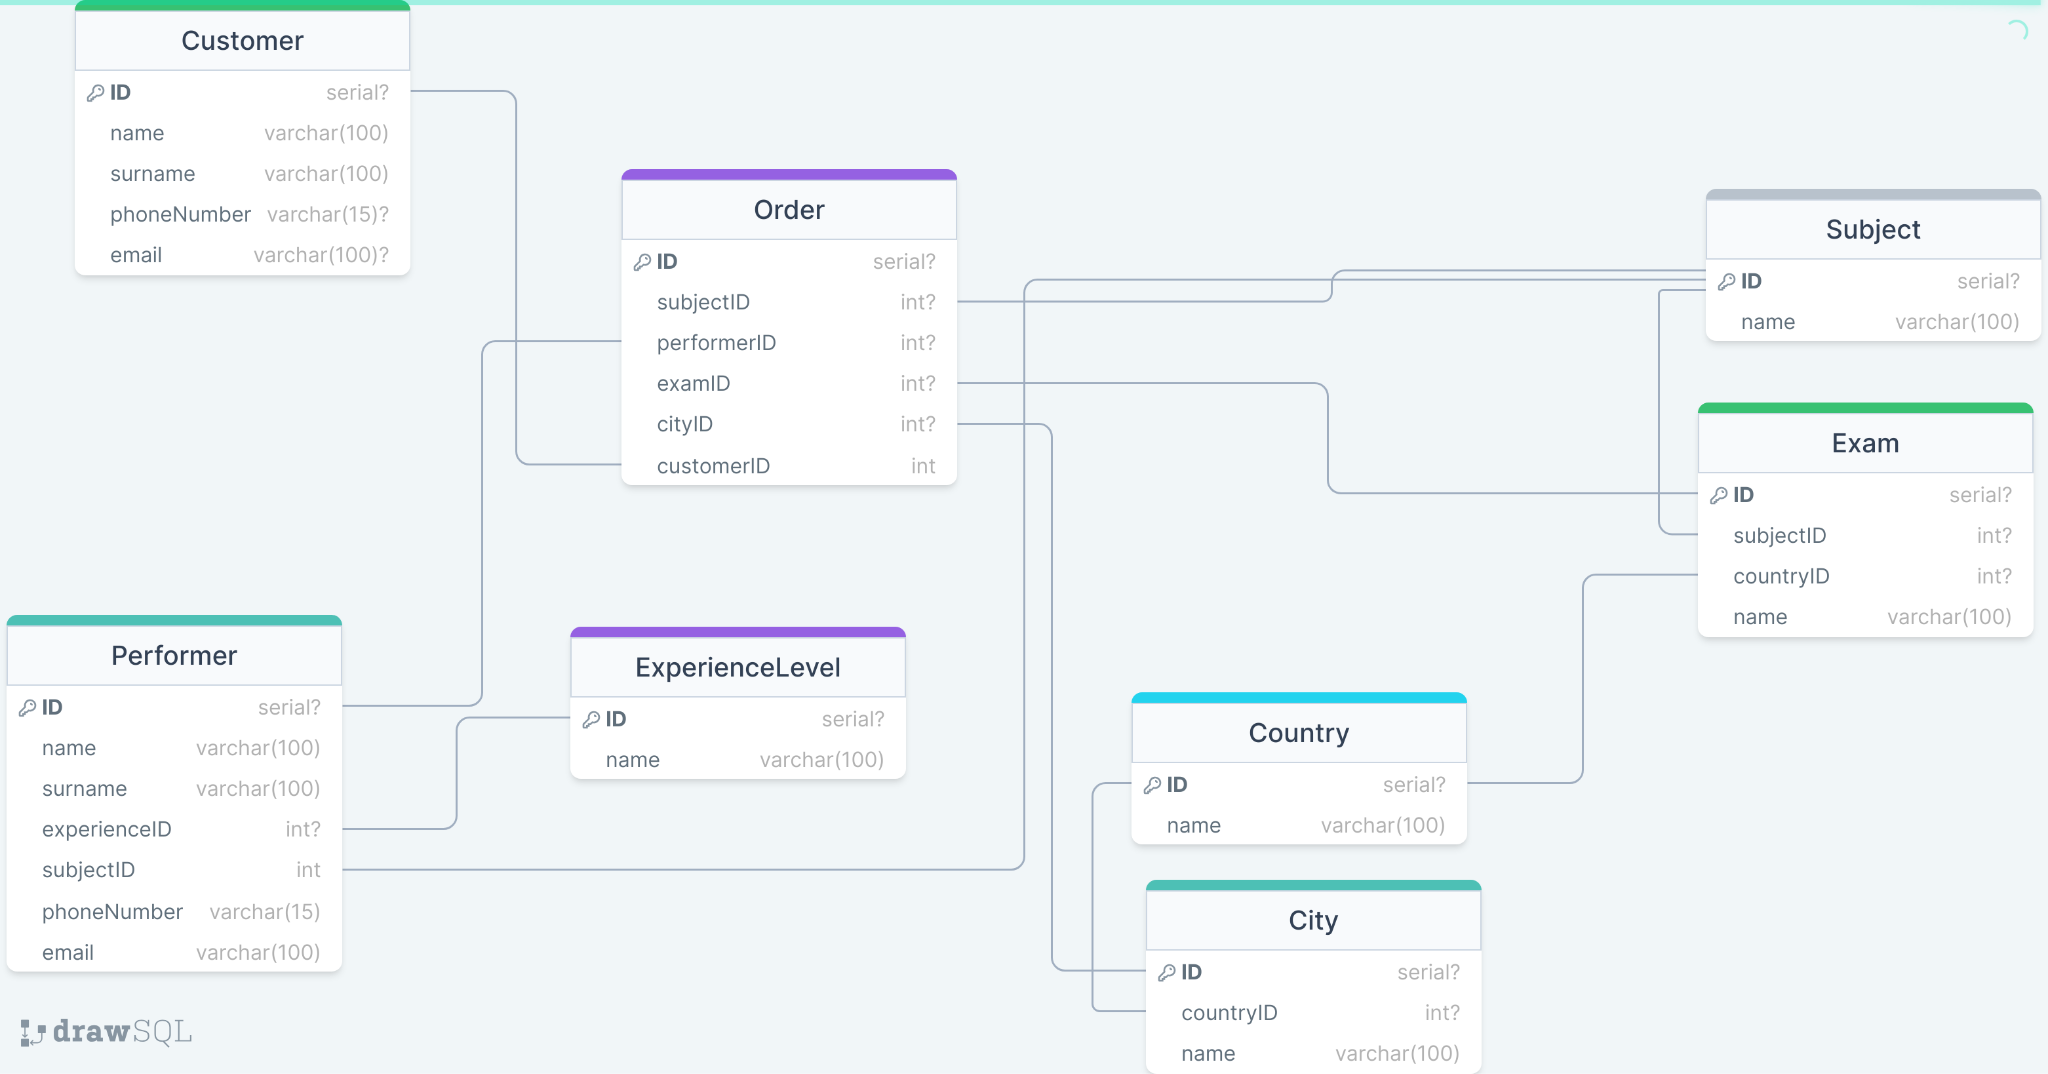 Customer
ID serial?
name varchar(100)
surname varchar(100)
phoneNumber varchar(15)?
email varchar(100)?
Order
ID serial?
subjectID int?
performerID int?
examID int?
cityID int?
customerID int
Subject
ID serial?
name varchar(100)
Exam
ID serial?
subjectID int?
countryID int?
name varchar(100)
Performer
ID serial?
name varchar(100)
surname varchar(100)
experienceID int?
subjectID int
phoneNumber varchar(15)
email varchar(100)
ExperienceLevel
ID serial?
name varchar(100)
Country
ID serial?
name varchar(100)
City
ID serial?
countryID int?
name varchar(100)
drawSQL